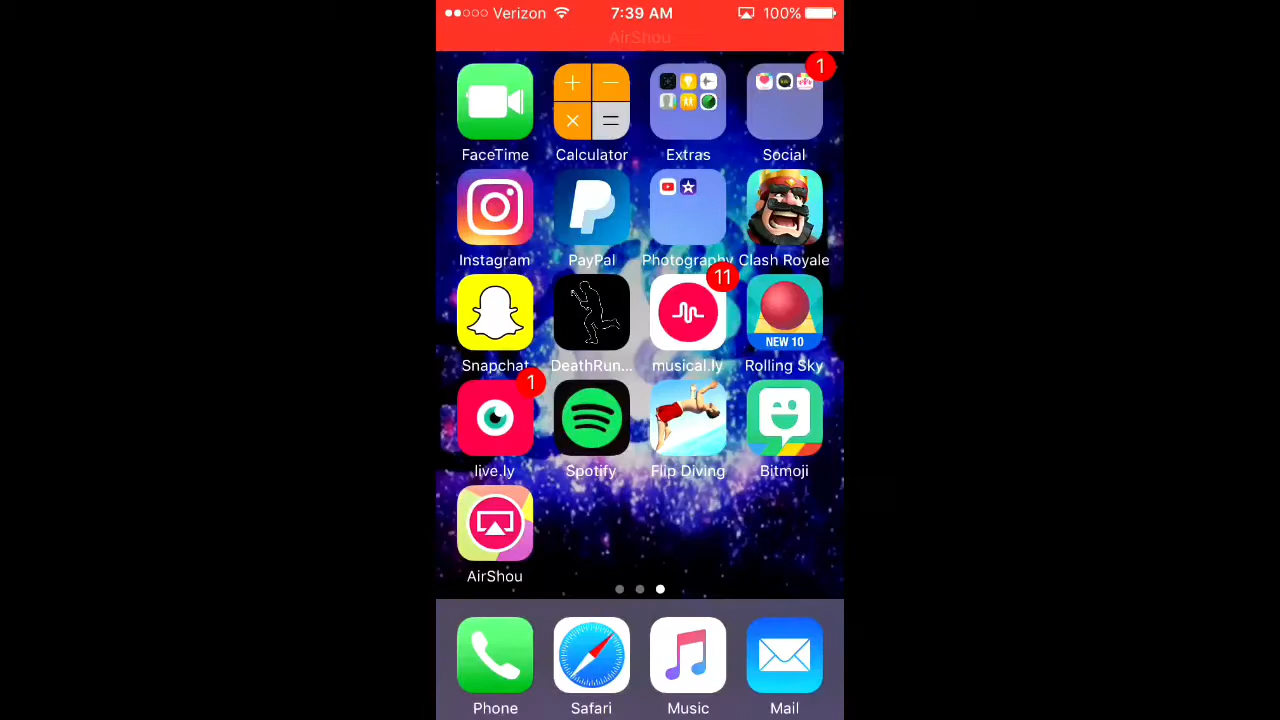 Verizon 7:39 AM 100%
AirShou
1
FaceTime Calculator Extras Social
Instagram PayPal Photography Clash Royale
11
NEW 10
Snapchat DeathRun... musical.ly Rolling Sky
1
live.ly Spotify Flip Diving Bitmoji
AirShou
Phone Safari Music Mail